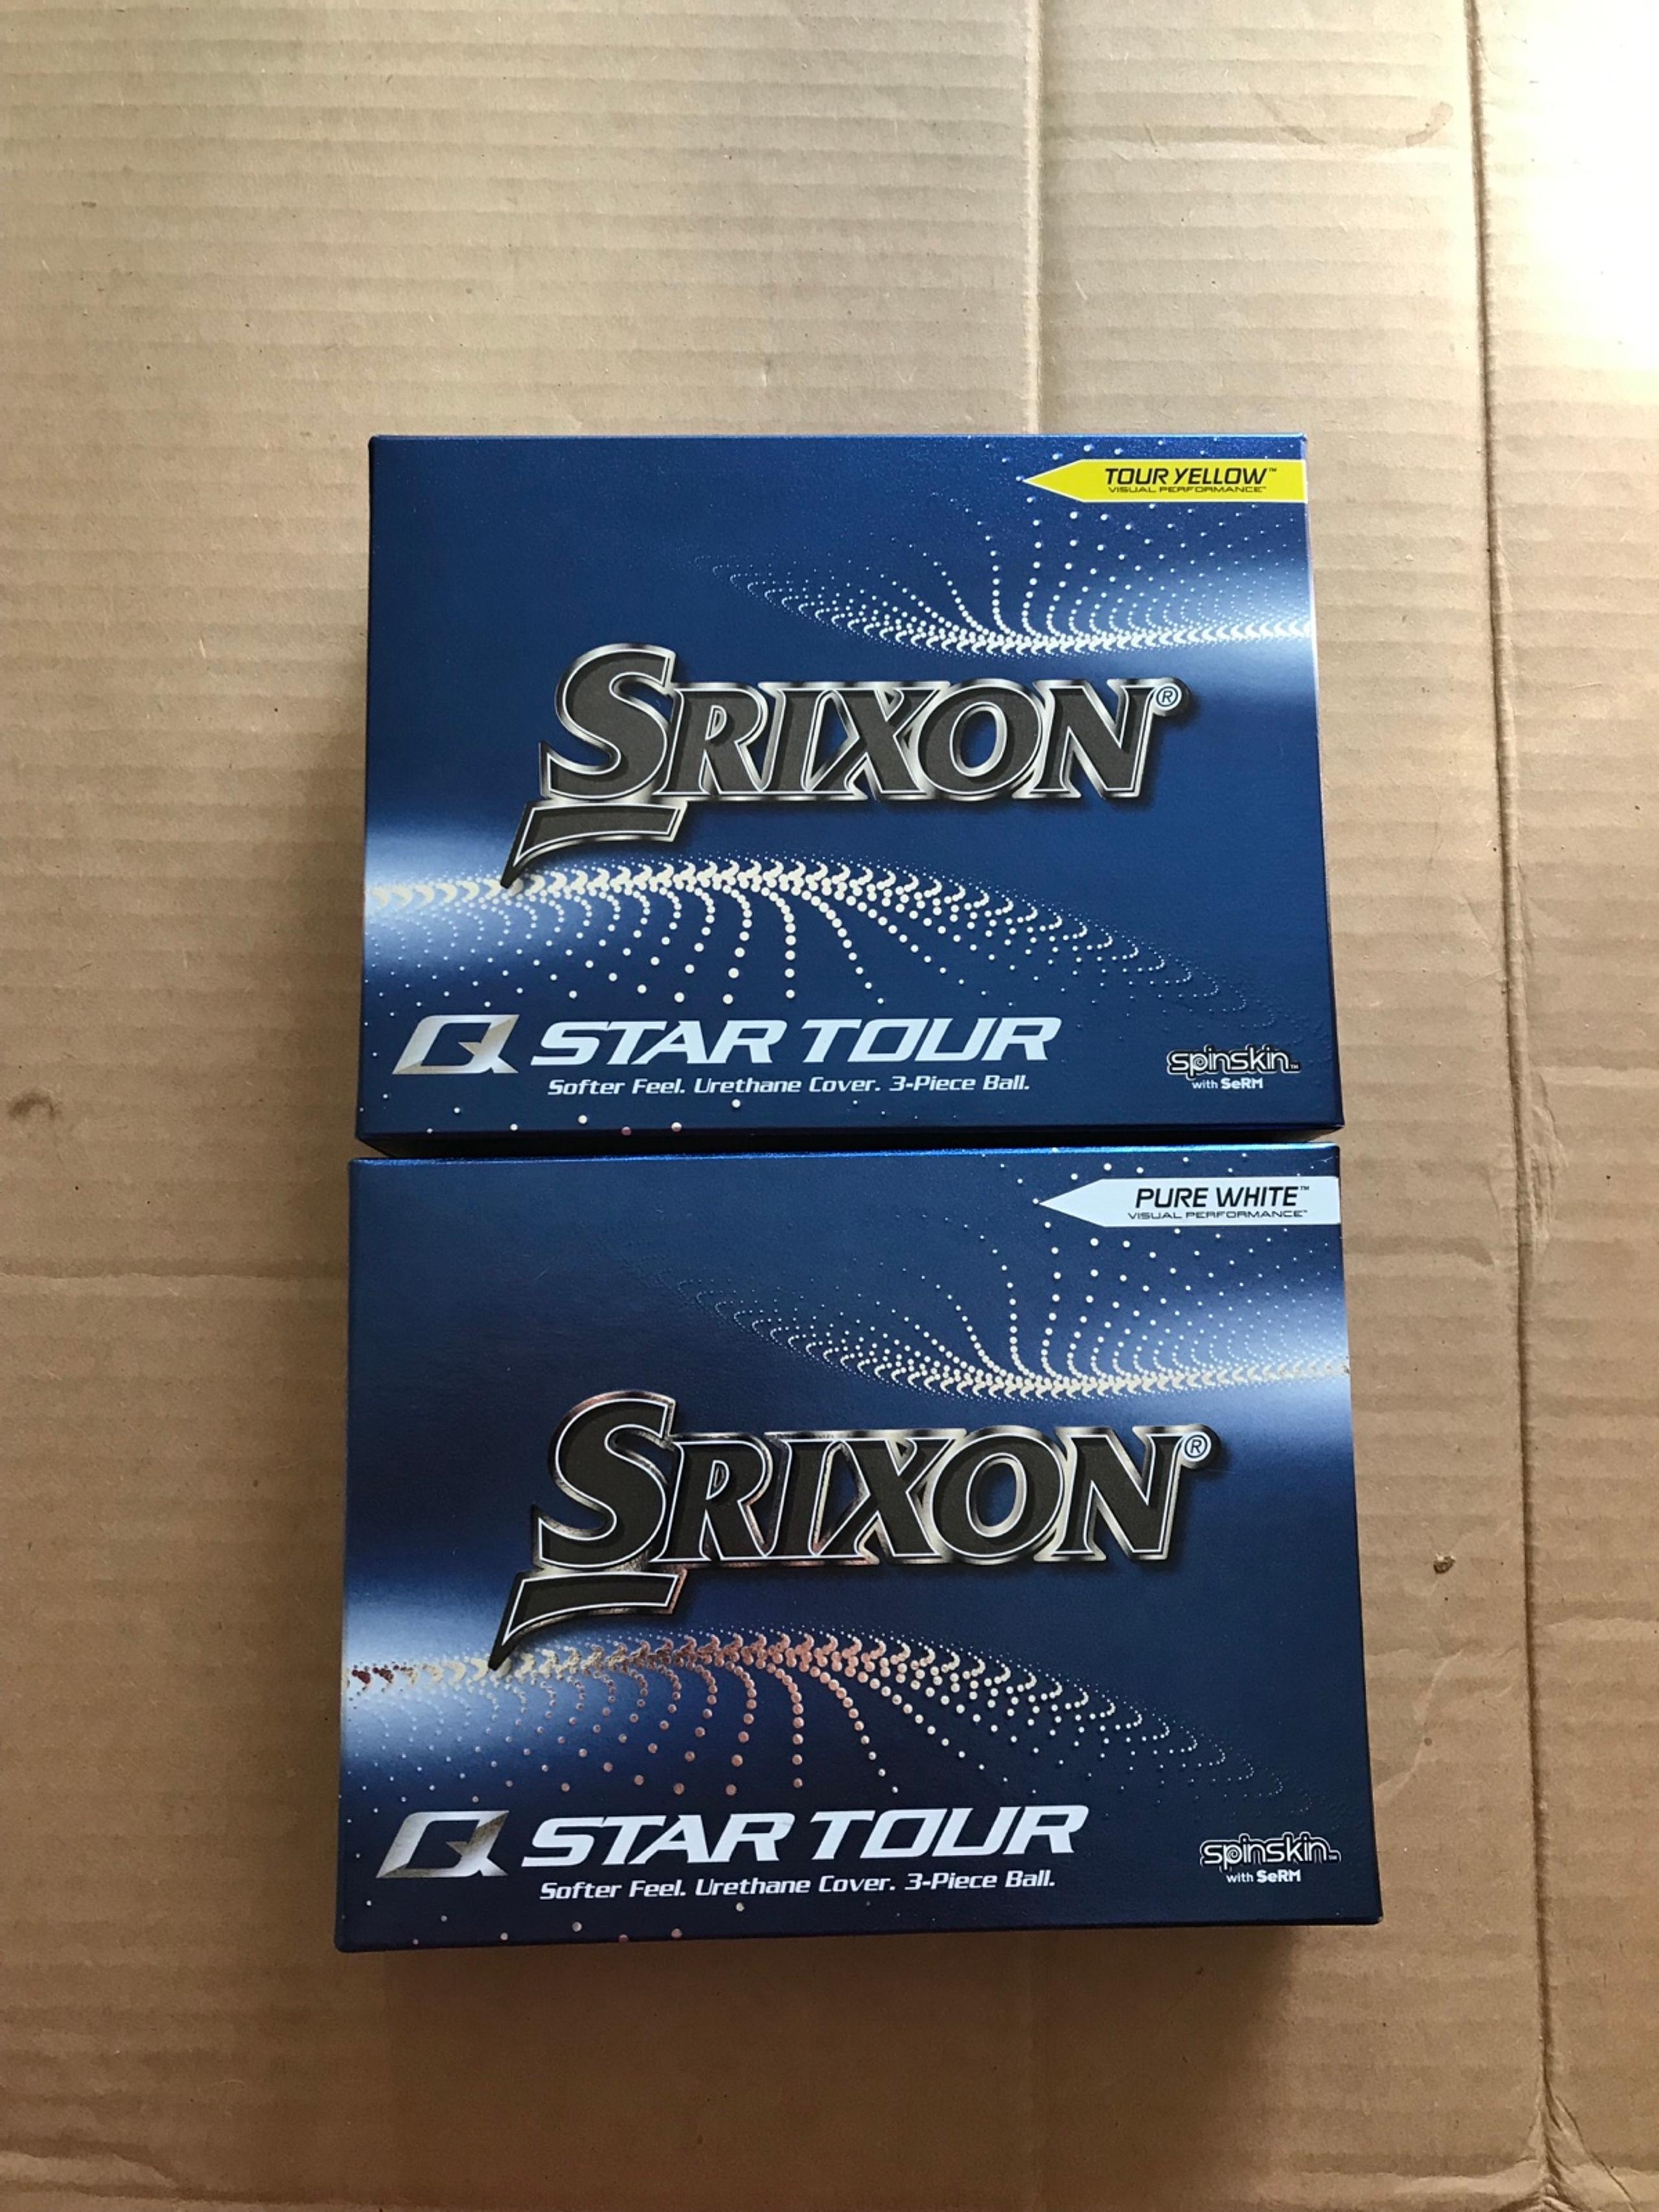 TOUR YELLOW™
VISUAL PERFORMANCE™
SRIXON®
Q STAR TOUR
Softer Feel. Urethane Cover. 3-Piece Ball.
spinskin™
with SeRM
PURE WHITE™
VISUAL PERFORMANCE™
SRIXON®
Q STAR TOUR
Softer Feel. Urethane Cover. 3-Piece Ball.
spinskin™
with SeRM